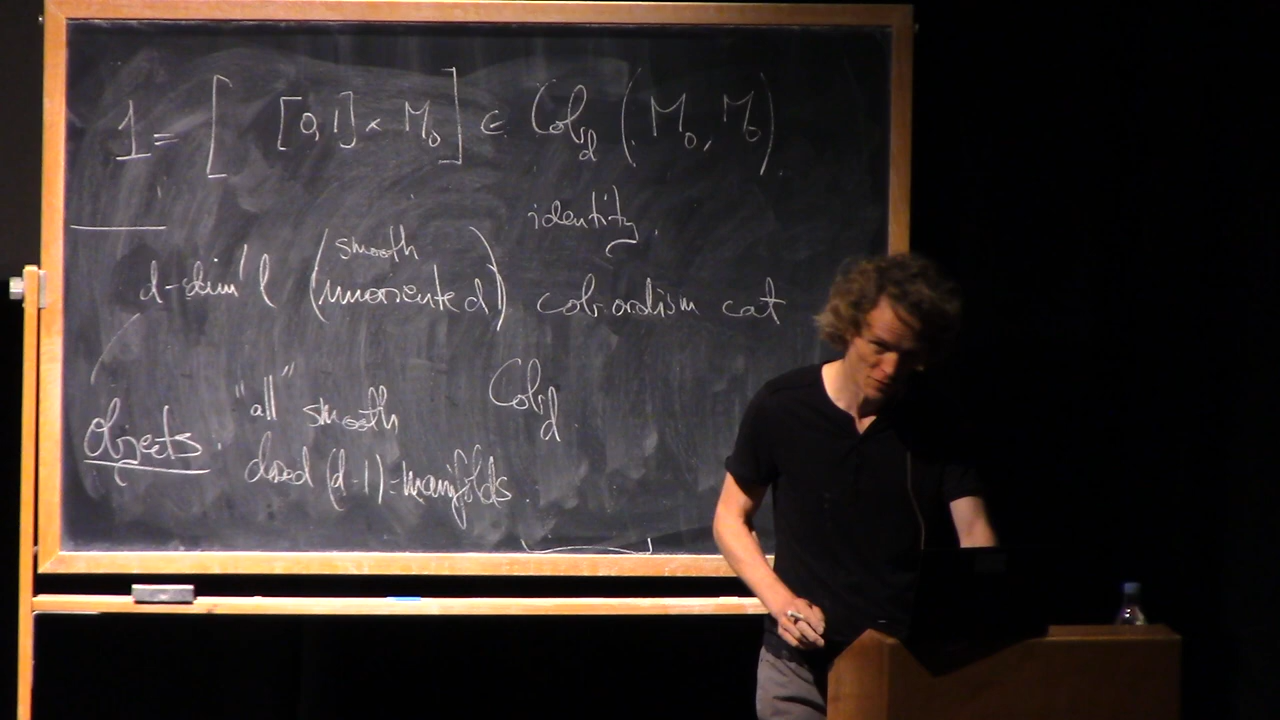 1 = [ [0,1] × M₀ ] ∈ Cob_d (M₀, M₀)
identity.
d-dim'l (smooth unoriented) cobordism cat
Cob_d.
Objects: "all" smooth
closed (d-1)-manifolds.